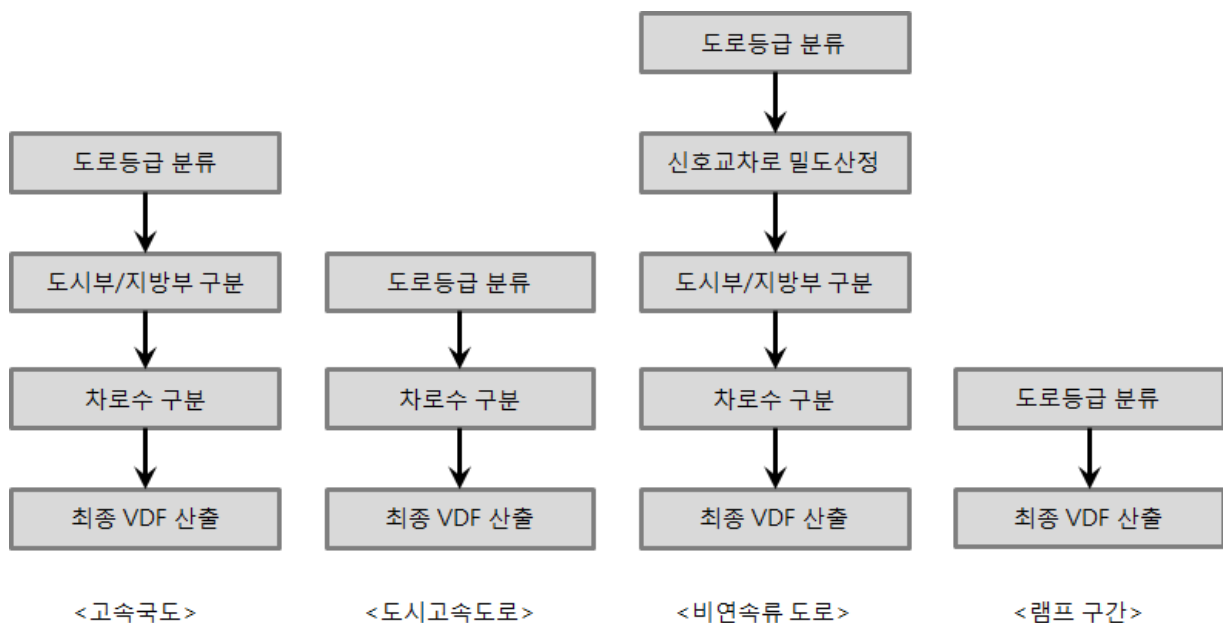 도로등급 분류
도시부/지방부 구분
차로수 구분
최종 VDF 산출
<고속국도>
도로등급 분류
차로수 구분
최종 VDF 산출
<도시고속도로>
도로등급 분류
신호교차로 밀도산정
도시부/지방부 구분
차로수 구분
최종 VDF 산출
<비연속류 도로>
도로등급 분류
최종 VDF 산출
<램프 구간>